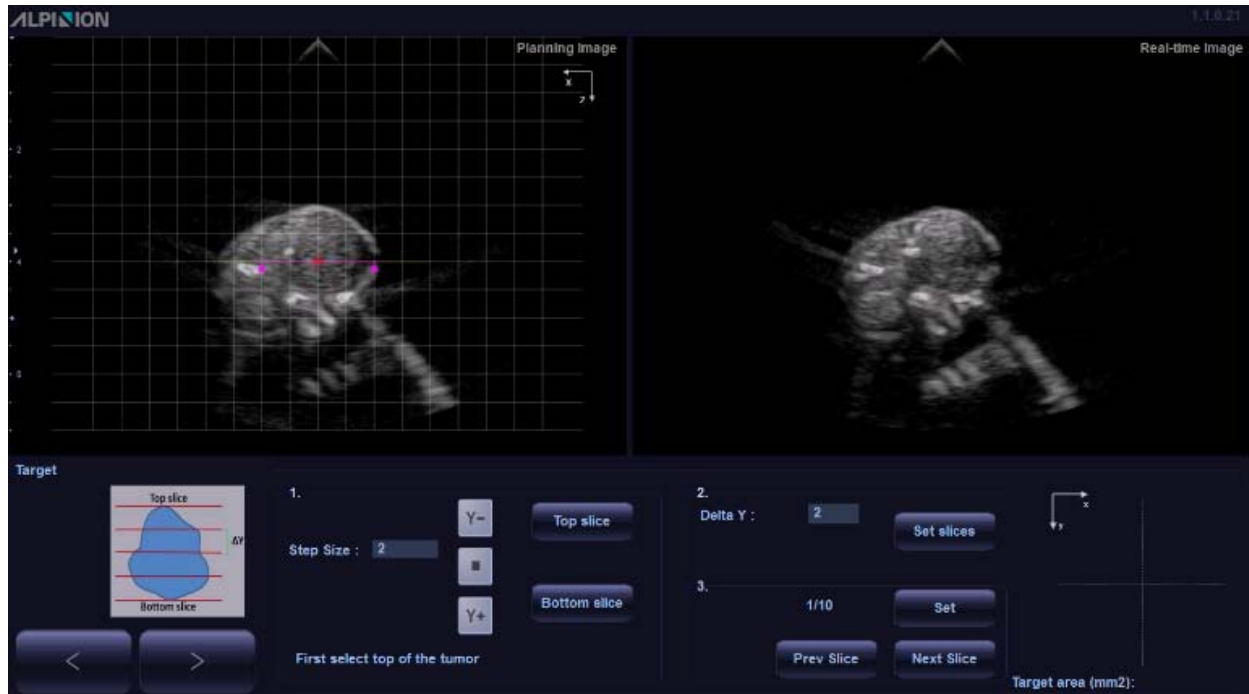 ALPINION
1.1.0.21
Planning Image
Real-time Image
x
z
2
4
8
Target
Top slice
ΔY
Bottom slice
<
>
1.
Step Size : 2
Y-
Y+
Top slice
Bottom slice
First select top of the tumor
2.
Delta Y : 2
Set slices
3.
1/10
Set
Prev Slice
Next Slice
x
y
Target area (mm2):